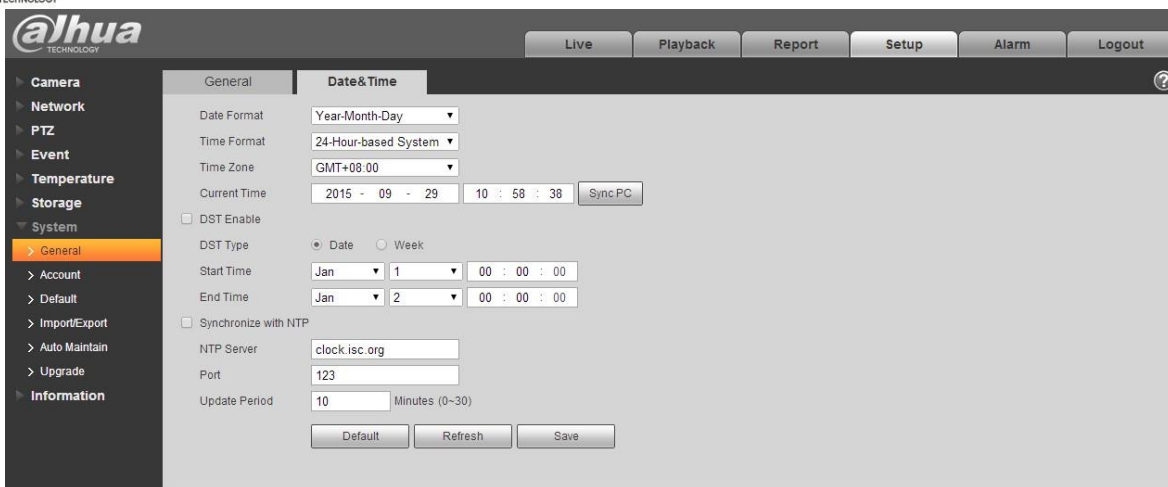 TECHNOLOGY
alhua
TECHNOLOGY
Live Playback Report Setup Alarm Logout
Camera
Network
PTZ
Event
Temperature
Storage
System
General
Account
Default
Import/Export
Auto Maintain
Upgrade
Information
General Date&Time ?
Date Format Year-Month-Day
Time Format 24-Hour-based System
Time Zone GMT+08:00
Current Time 2015 - 09 - 29 10 : 58 : 38 Sync PC
DST Enable
DST Type Date Week
Start Time Jan 1 00 : 00 : 00
End Time Jan 2 00 : 00 : 00
Synchronize with NTP
NTP Server clock.isc.org
Port 123
Update Period 10 Minutes (0~30)
Default Refresh Save